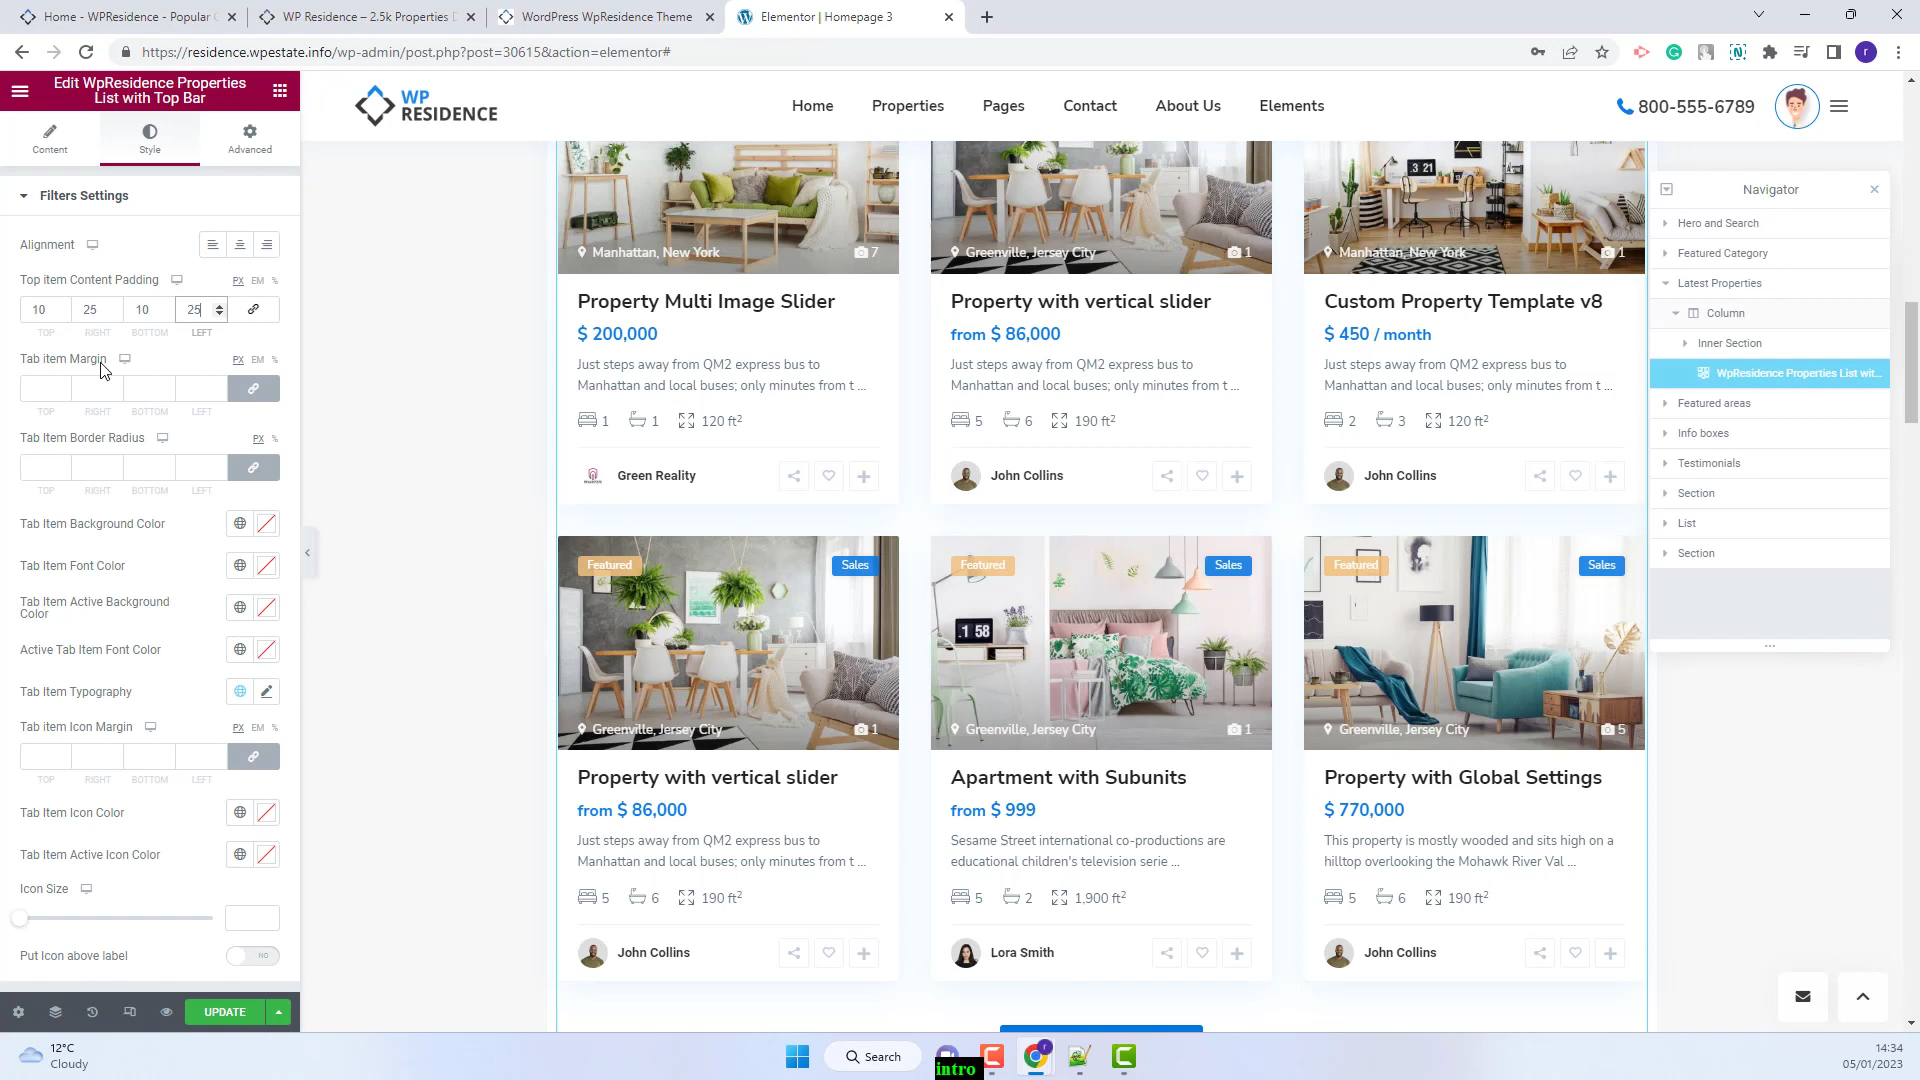 Home - WPResidence - Popular
WP Residence – 2.5k Properties D
WordPress WpResidence Theme
Elementor | Homepage 3
https://residence.wpestate.info/wp-admin/post.php?post=30615&action=elementor#
r
Edit WpResidence Properties List with Top Bar
Content
Style
Advanced
WP RESIDENCE
Home
Properties
Pages
Contact
About Us
Elements
800-555-6789
Filters Settings
Alignment
Top item Content Padding
PX EM %
10 25 10 25
TOP RIGHT BOTTOM LEFT
Tab item Margin
PX EM %
TOP RIGHT BOTTOM LEFT
Tab Item Border Radius
PX %
TOP RIGHT BOTTOM LEFT
Tab Item Background Color
Tab Item Font Color
Tab Item Active Background
Color
Active Tab Item Font Color
Tab Item Typography
Tab item Icon Margin
PX EM %
TOP RIGHT BOTTOM LEFT
Tab Item Icon Color
Tab Item Active Icon Color
Icon Size
Put Icon above label
NO
UPDATE
Manhattan, New York
7
Property Multi Image Slider
$ 200,000
Just steps away from QM2 express bus to
Manhattan and local buses; only minutes from t ...
1 1 120 ft²
Green Reality
Greenville, Jersey City
1
Property with vertical slider
from $ 86,000
Just steps away from QM2 express bus to
Manhattan and local buses; only minutes from t ...
5 6 190 ft²
John Collins
3 21
Manhattan, New York
1
Custom Property Template v8
$ 450 / month
Just steps away from QM2 express bus to
Manhattan and local buses; only minutes from t ...
2 3 120 ft²
John Collins
Featured
Sales
Greenville, Jersey City
1
Property with vertical slider
from $ 86,000
Just steps away from QM2 express bus to
Manhattan and local buses; only minutes from t ...
5 6 190 ft²
John Collins
Featured
Sales
1 58
Greenville, Jersey City
1
Apartment with Subunits
from $ 999
Sesame Street international co-productions are
educational children's television serie ...
5 2 1,900 ft²
Lora Smith
Featured
Sales
Greenville, Jersey City
5
Property with Global Settings
$ 770,000
This property is mostly wooded and sits high on a
hilltop overlooking the Mohawk River Val ...
5 6 190 ft²
John Collins
Navigator
Hero and Search
Featured Category
Latest Properties
Column
Inner Section
WpResidence Properties List wit...
Featured areas
Info boxes
Testimonials
Section
List
Section
12°C
Cloudy
Search
intro
r
14:34
05/01/2023